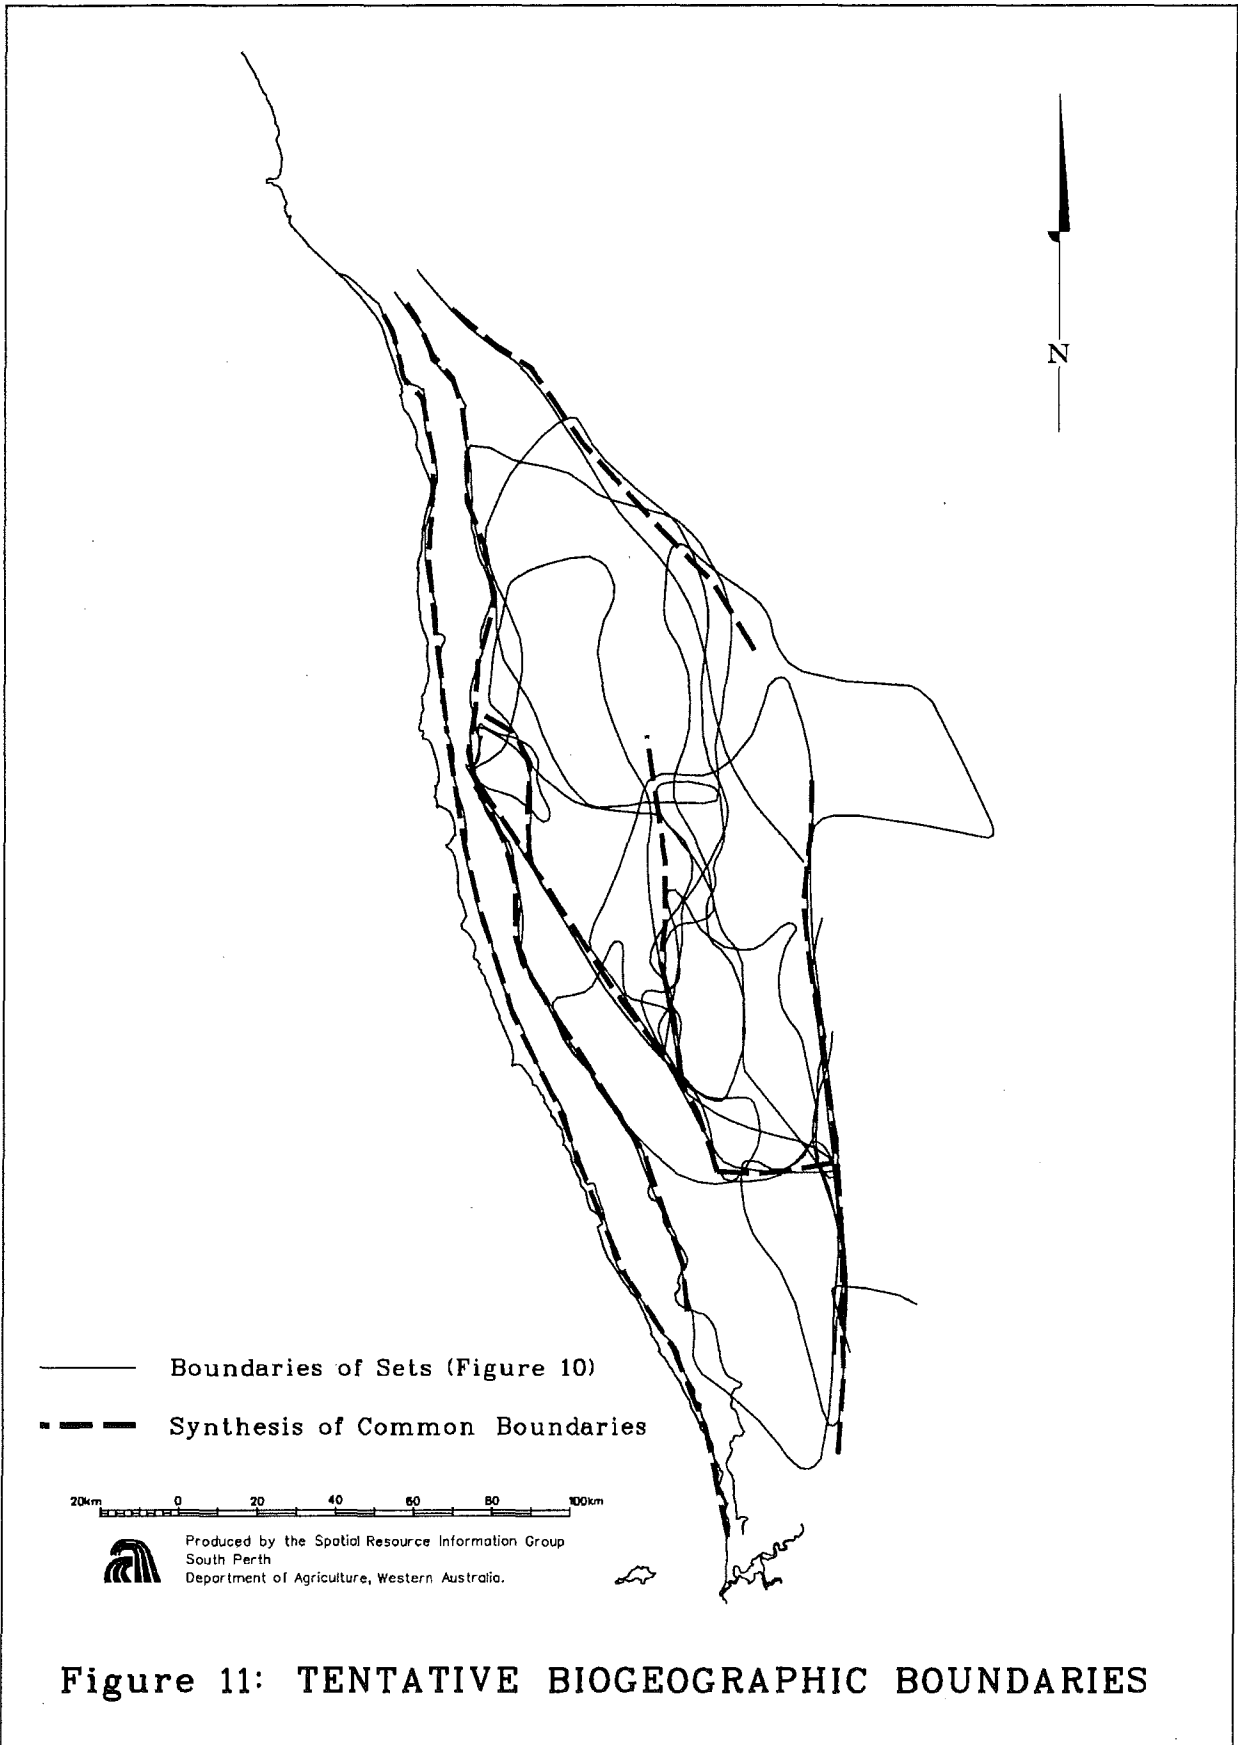 N
Boundaries of Sets (Figure 10)
Synthesis of Common Boundaries
20km 0 20 40 60 80 100km
Produced by the Spatial Resource Information Group
South Perth
Department of Agriculture, Western Australia.
Figure 11: TENTATIVE BIOGEOGRAPHIC BOUNDARIES